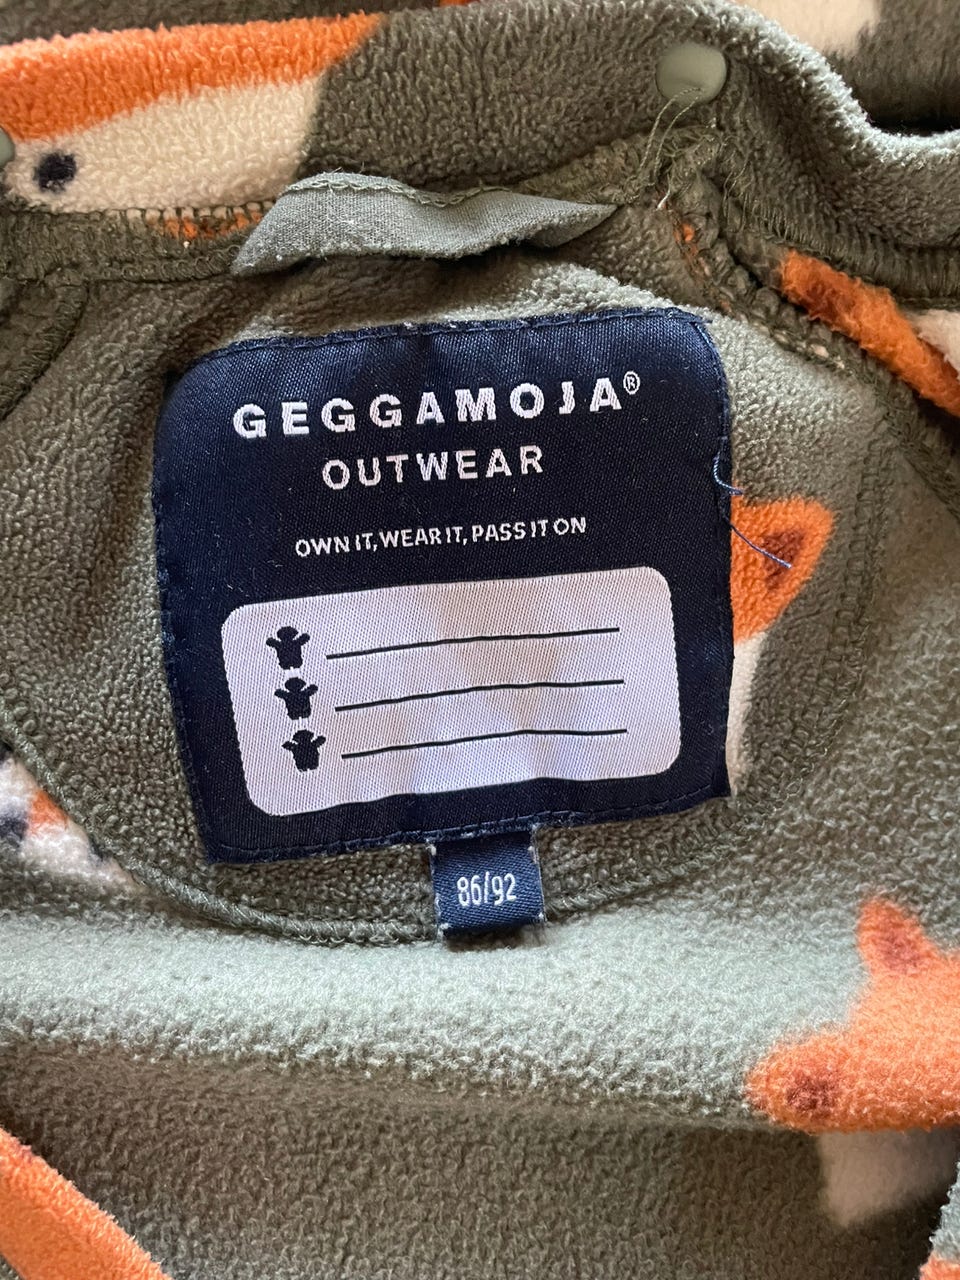 GEGGAMOJA®
OUTWEAR
OWN IT, WEAR IT, PASS IT ON
86/92